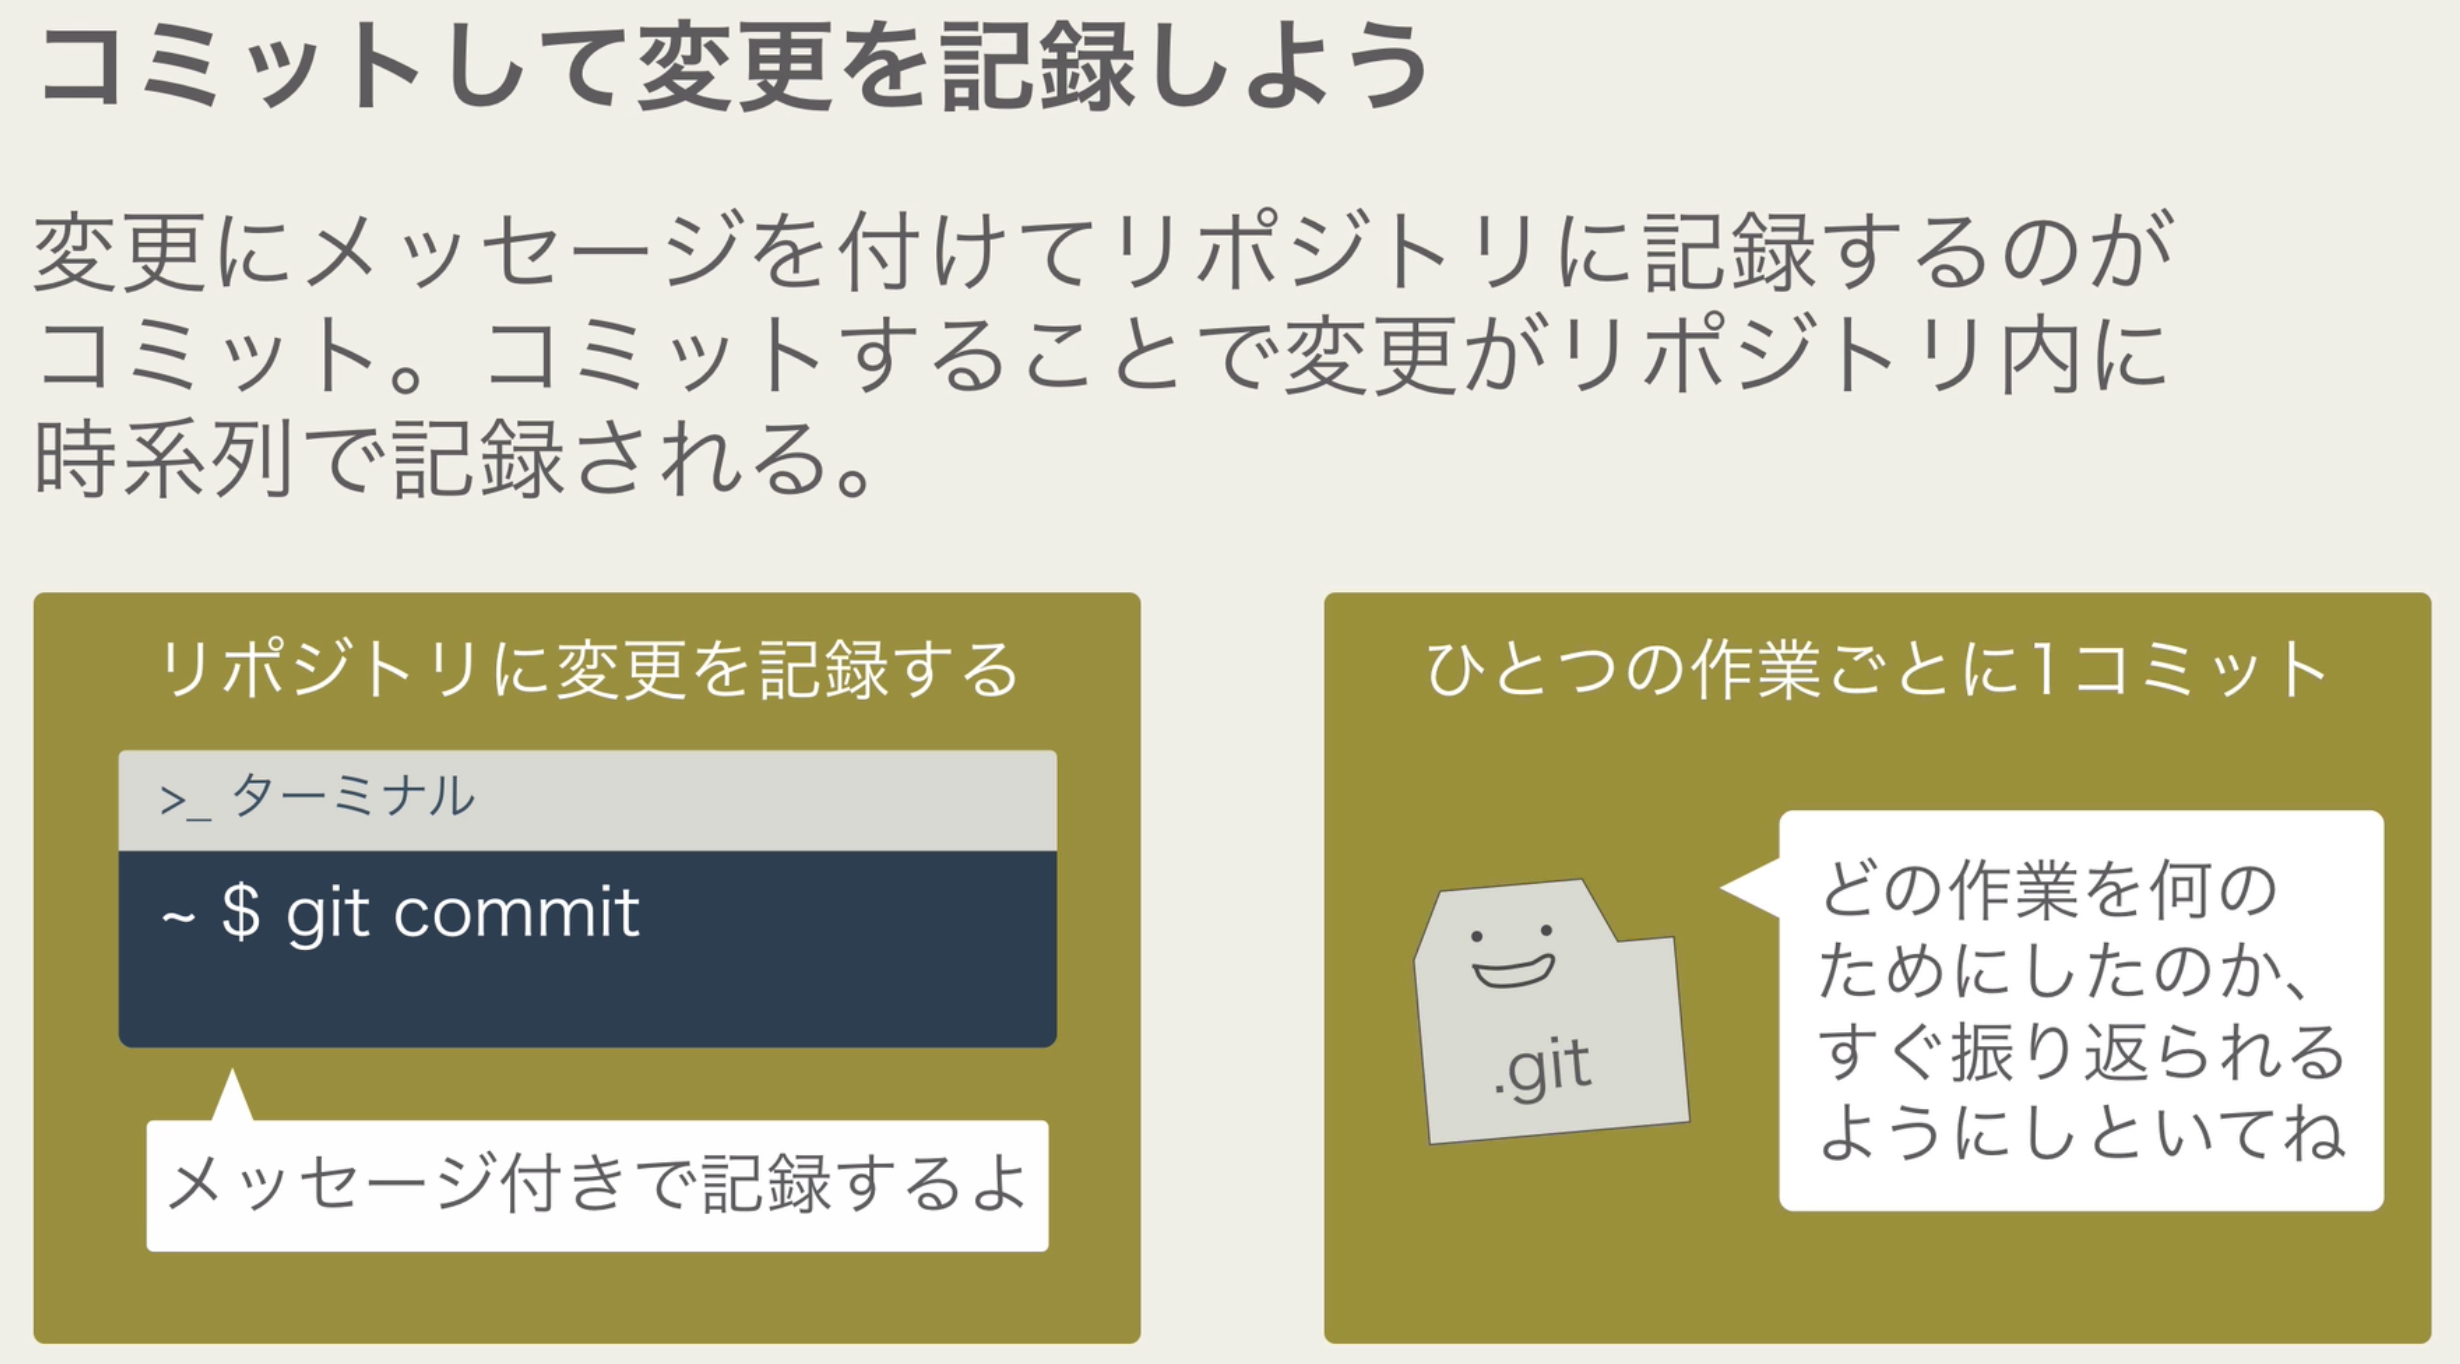 コミットして変更を記録しよう
変更にメッセージを付けてリポジトリに記録するのが
コミット。コミットすることで変更がリポジトリ内に
時系列で記録される。
リポジトリに変更を記録する
>_ ターミナル
~ $ git commit
メッセージ付きで記録するよ
ひとつの作業ごとに1コミット
.git
どの作業を何の
ためにしたのか、
すぐ振り返られる
ようにしといてね